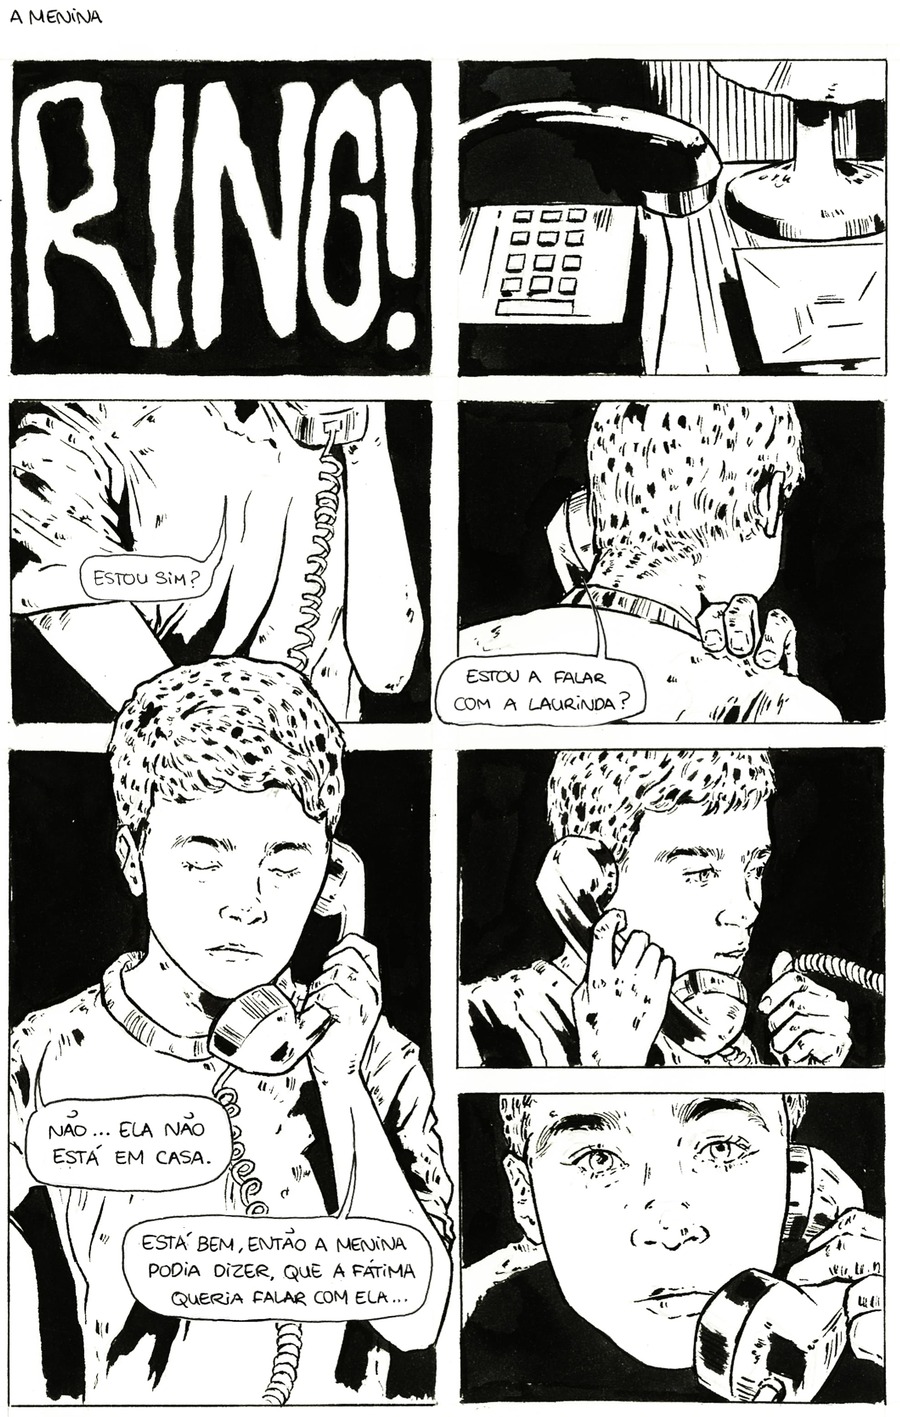 A MENINA
RING!
ESTOU SIM?
ESTOU A FALAR
COM A LAURINDA?
NÃO... ELA NÃO
ESTÁ EM CASA.
ESTÁ BEM, ENTÃO A MENINA
PODIA DIZER, QUE A FÁTIMA
QUERIA FALAR COM ELA...